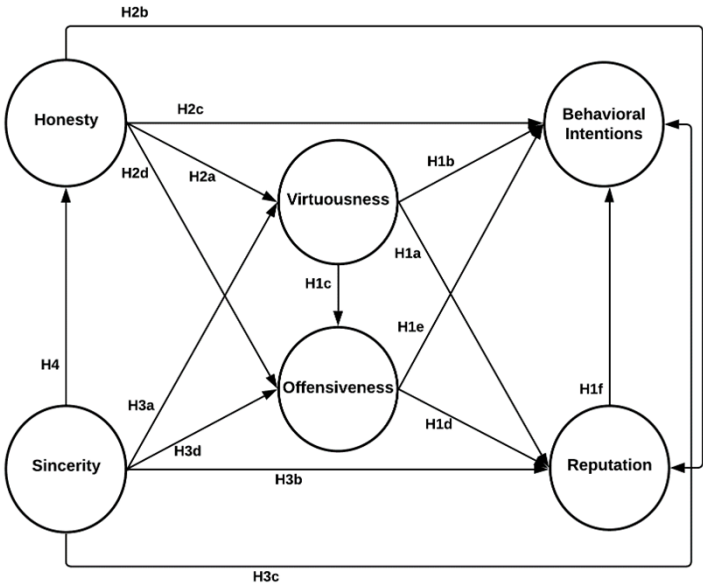 H2b
Honesty
H2c
Behavioral
Intentions
H2d
H2a
H1b
Virtuousness
H1a
H1c
H1e
H4
Offensiveness
H3a
H1f
H1d
H3d
Sincerity
Reputation
H3b
H3c